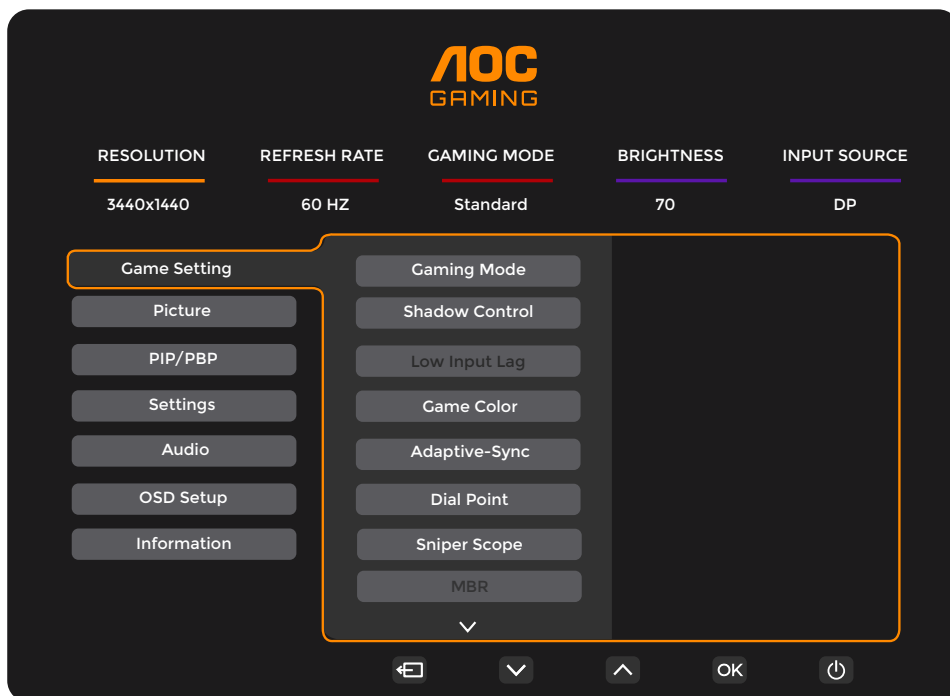 AOC
GAMING
RESOLUTION REFRESH RATE GAMING MODE BRIGHTNESS INPUT SOURCE
3440x1440 60 HZ Standard 70 DP
Game Setting
Picture
PIP/PBP
Settings
Audio
OSD Setup
Information
Gaming Mode
Shadow Control
Low Input Lag
Game Color
Adaptive-Sync
Dial Point
Sniper Scope
MBR
OK